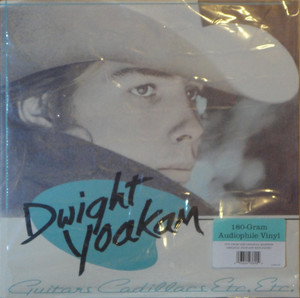 Dwight
Yoakam
180-Gram
Audiophile Vinyl
Guitars Cadillacs Etc. Etc.